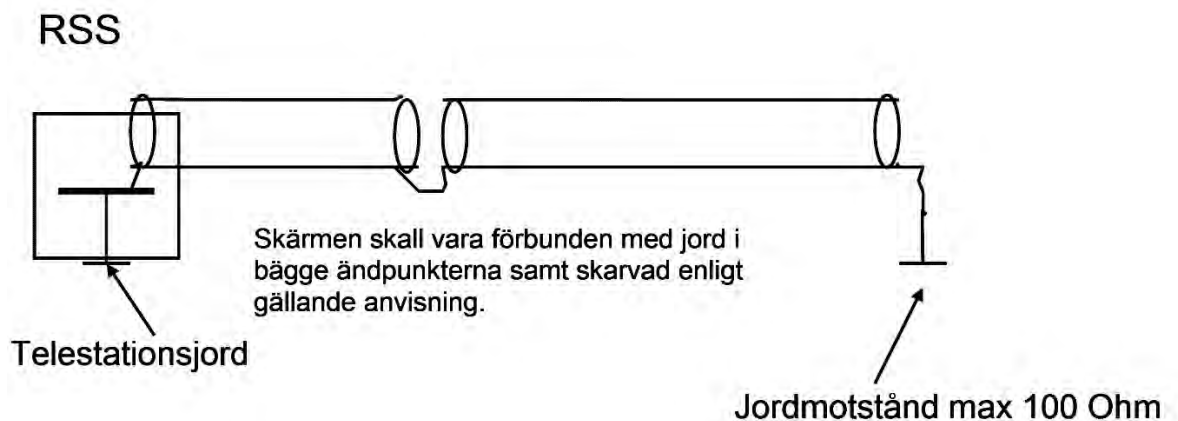 RSS
Skärmen skall vara förbunden med jord i
bägge ändpunkterna samt skarvad enligt
gällande anvisning.
Telestationsjord
Jordmotstånd max 100 Ohm